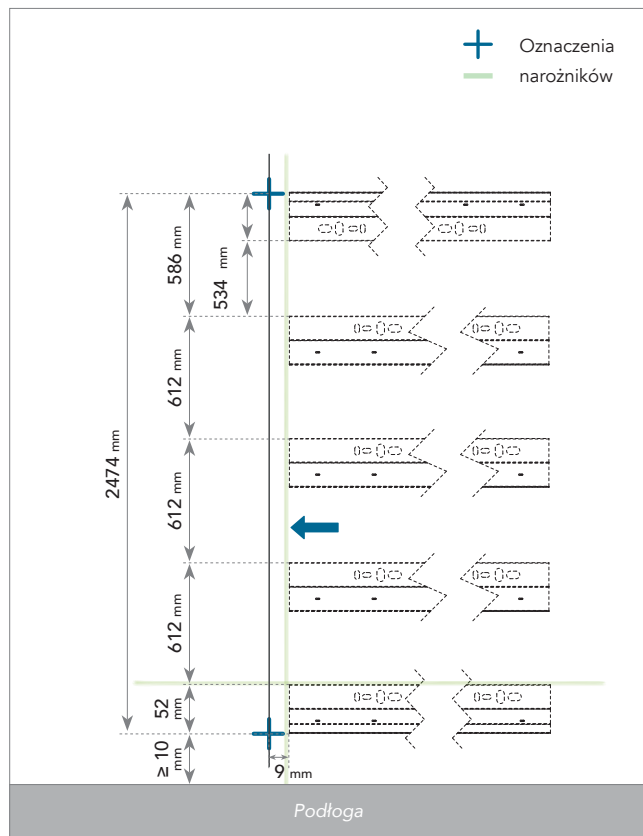 Oznaczenia
narożników
586 mm
534 mm
612 mm
2474 mm
612 mm
612 mm
52 mm
≥ 10 mm
9 mm
Podłoga